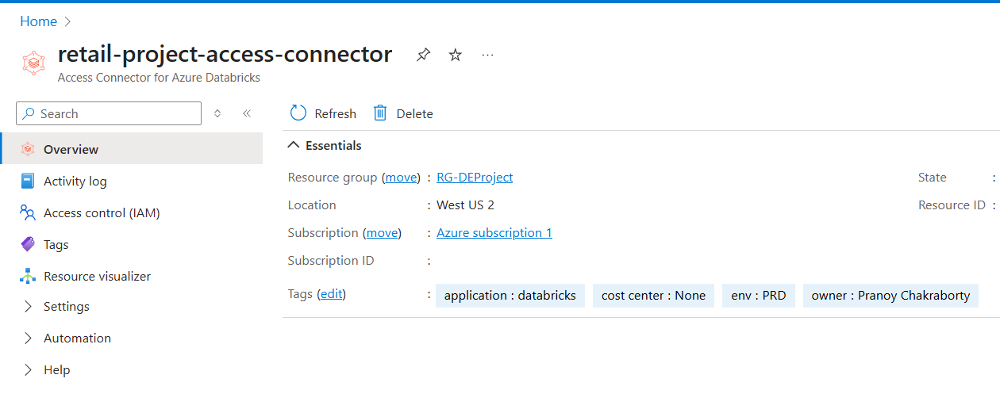 Home
retail-project-access-connector
Access Connector for Azure Databricks
Search
Overview
Activity log
Access control (IAM)
Tags
Resource visualizer
Settings
Automation
Help
Refresh Delete
Essentials
Resource group (move) : RG-DEProject
Location : West US 2
Subscription (move) : Azure subscription 1
Subscription ID :
Tags (edit) : application : databricks cost center : None env : PRD owner : Pranoy Chakraborty
State :
Resource ID :